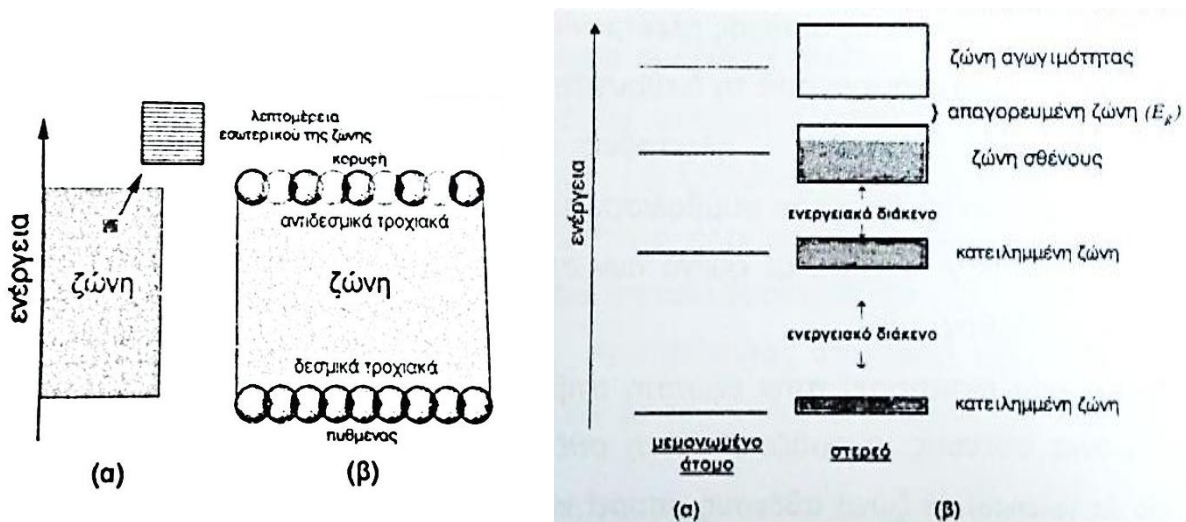 λεπτομέρεια
εσωτερικού της ζώνης
ενέργεια
ζώνη
(α)
κορυφή
αντιδεσμικά τροχιακά
ζώνη
δεσμικά τροχιακά
πυθμένας
(β)
ενέργεια
ζώνη αγωγιμότητας
απαγορευμένη ζώνη (Eg)
ζώνη σθένους
ενεργειακό διάκενο
κατειλημμένη ζώνη
ενεργειακό διάκενο
κατειλημμένη ζώνη
μεμονωμένο
άτομο
στερεό
(α)
(β)